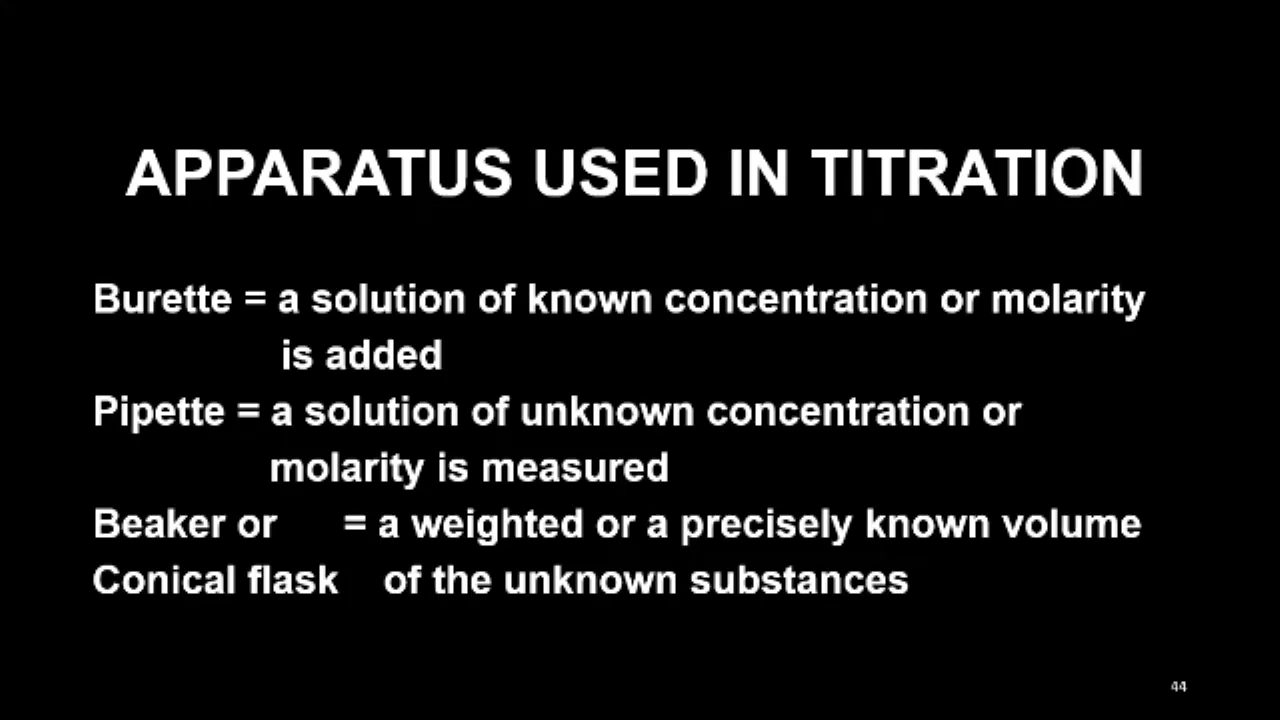 APPARATUS USED IN TITRATION
Burette = a solution of known concentration or molarity
is added
Pipette = a solution of unknown concentration or
molarity is measured
Beaker or = a weighted or a precisely known volume
Conical flask of the unknown substances
44